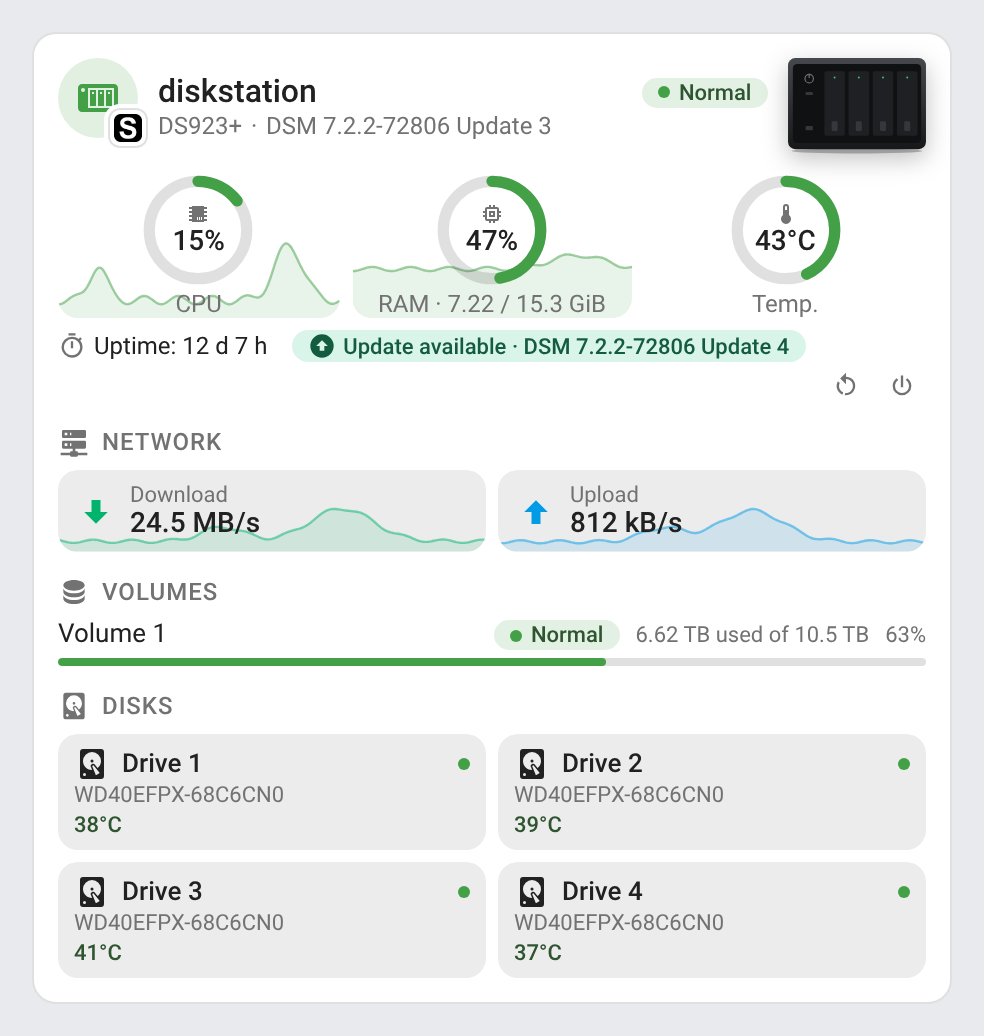 diskstation
Normal
S
DS923+ · DSM 7.2.2-72806 Update 3
15%
47%
43°C
CPU
RAM · 7.22 / 15.3 GiB
Temp.
Uptime: 12 d 7 h
Update available · DSM 7.2.2-72806 Update 4
NETWORK
Download
24.5 MB/s
Upload
812 kB/s
VOLUMES
Volume 1
Normal
6.62 TB used of 10.5 TB
63%
DISKS
Drive 1
WD40EFPX-68C6CN0
38°C
Drive 2
WD40EFPX-68C6CN0
39°C
Drive 3
WD40EFPX-68C6CN0
41°C
Drive 4
WD40EFPX-68C6CN0
37°C